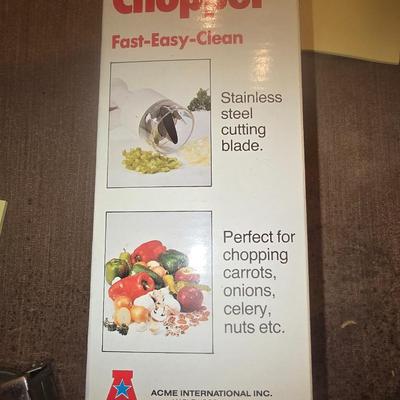 Chopper
Fast-Easy-Clean
Stainless
steel
cutting
blade.
Perfect for
chopping
carrots,
onions,
celery,
nuts etc.
ACME INTERNATIONAL INC.